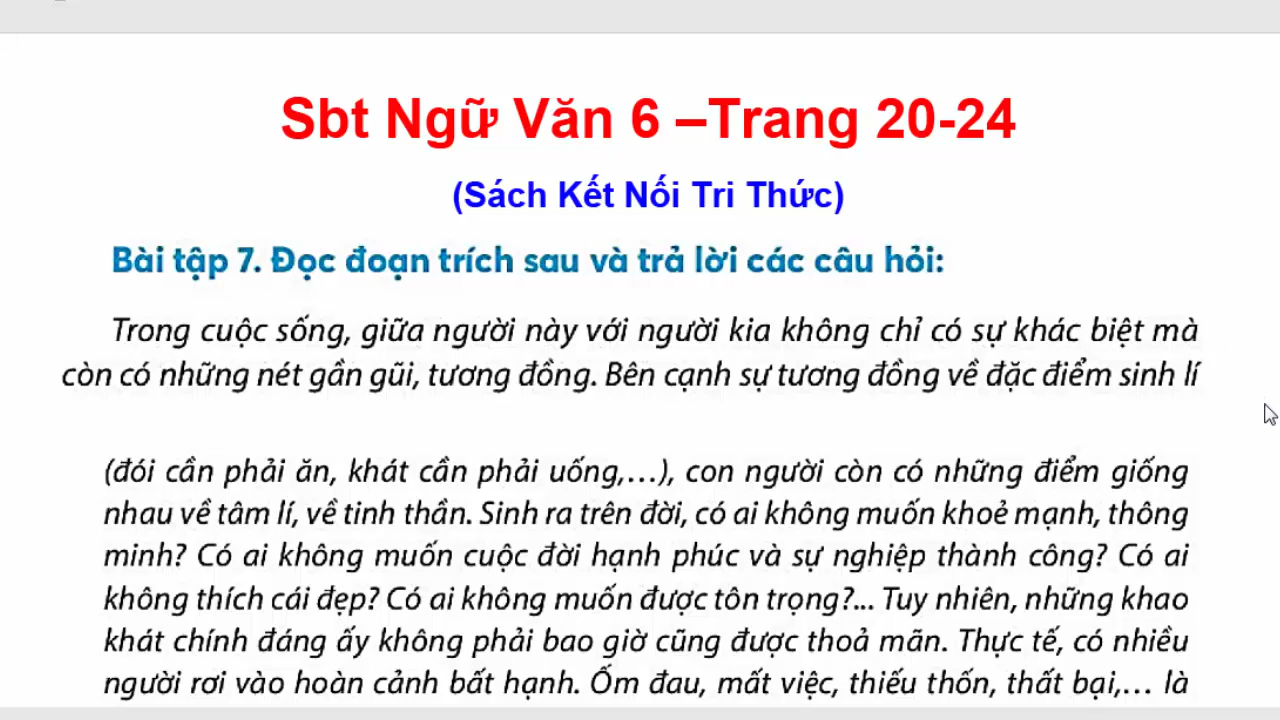 Sbt Ngữ Văn 6 –Trang 20-24
(Sách Kết Nối Tri Thức)
Bài tập 7. Đọc đoạn trích sau và trả lời các câu hỏi:
Trong cuộc sống, giữa người này với người kia không chỉ có sự khác biệt mà
còn có những nét gần gũi, tương đồng. Bên cạnh sự tương đồng về đặc điểm sinh lí
(đói cần phải ăn, khát cần phải uống,...), con người còn có những điểm giống
nhau về tâm lí, về tinh thần. Sinh ra trên đời, có ai không muốn khoẻ mạnh, thông
minh? Có ai không muốn cuộc đời hạnh phúc và sự nghiệp thành công? Có ai
không thích cái đẹp? Có ai không muốn được tôn trọng?... Tuy nhiên, những khao
khát chính đáng ấy không phải bao giờ cũng được thoả mãn. Thực tế, có nhiều
người rơi vào hoàn cảnh bất hạnh. Ốm đau, mất việc, thiếu thốn, thất bại,... là